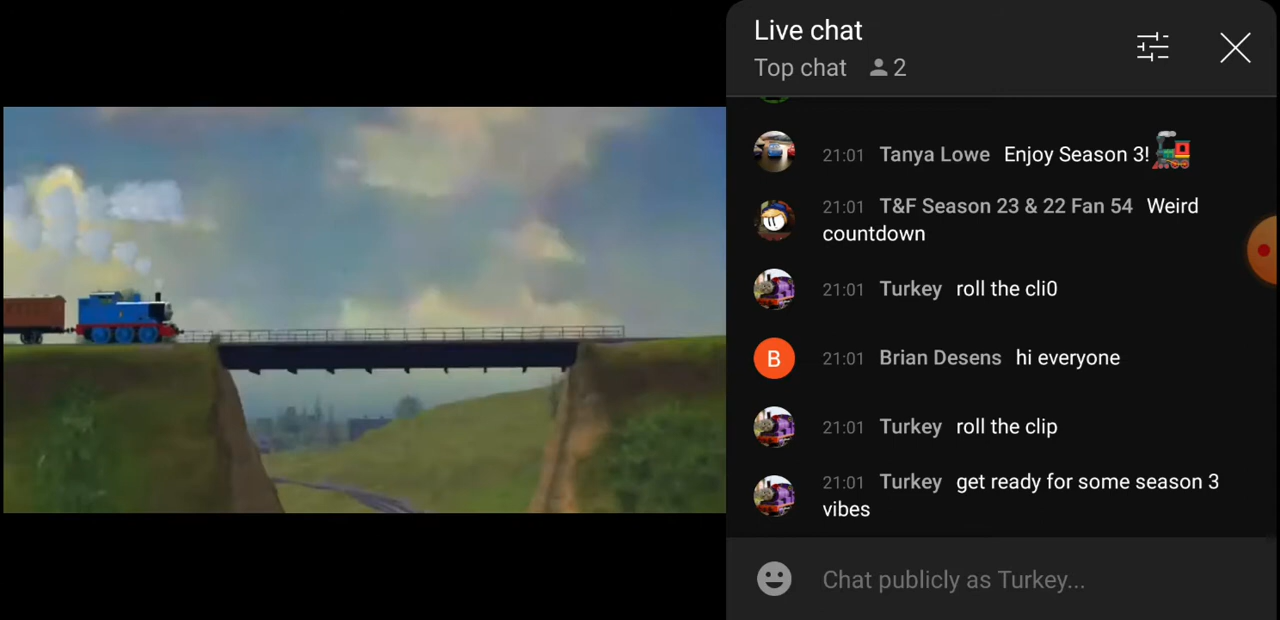 Live chat
Top chat 2
21:01 Tanya Lowe Enjoy Season 3!
21:01 T&F Season 23 & 22 Fan 54 Weird
countdown
21:01 Turkey roll the cli0
B 21:01 Brian Desens hi everyone
21:01 Turkey roll the clip
21:01 Turkey get ready for some season 3
vibes
Chat publicly as Turkey...